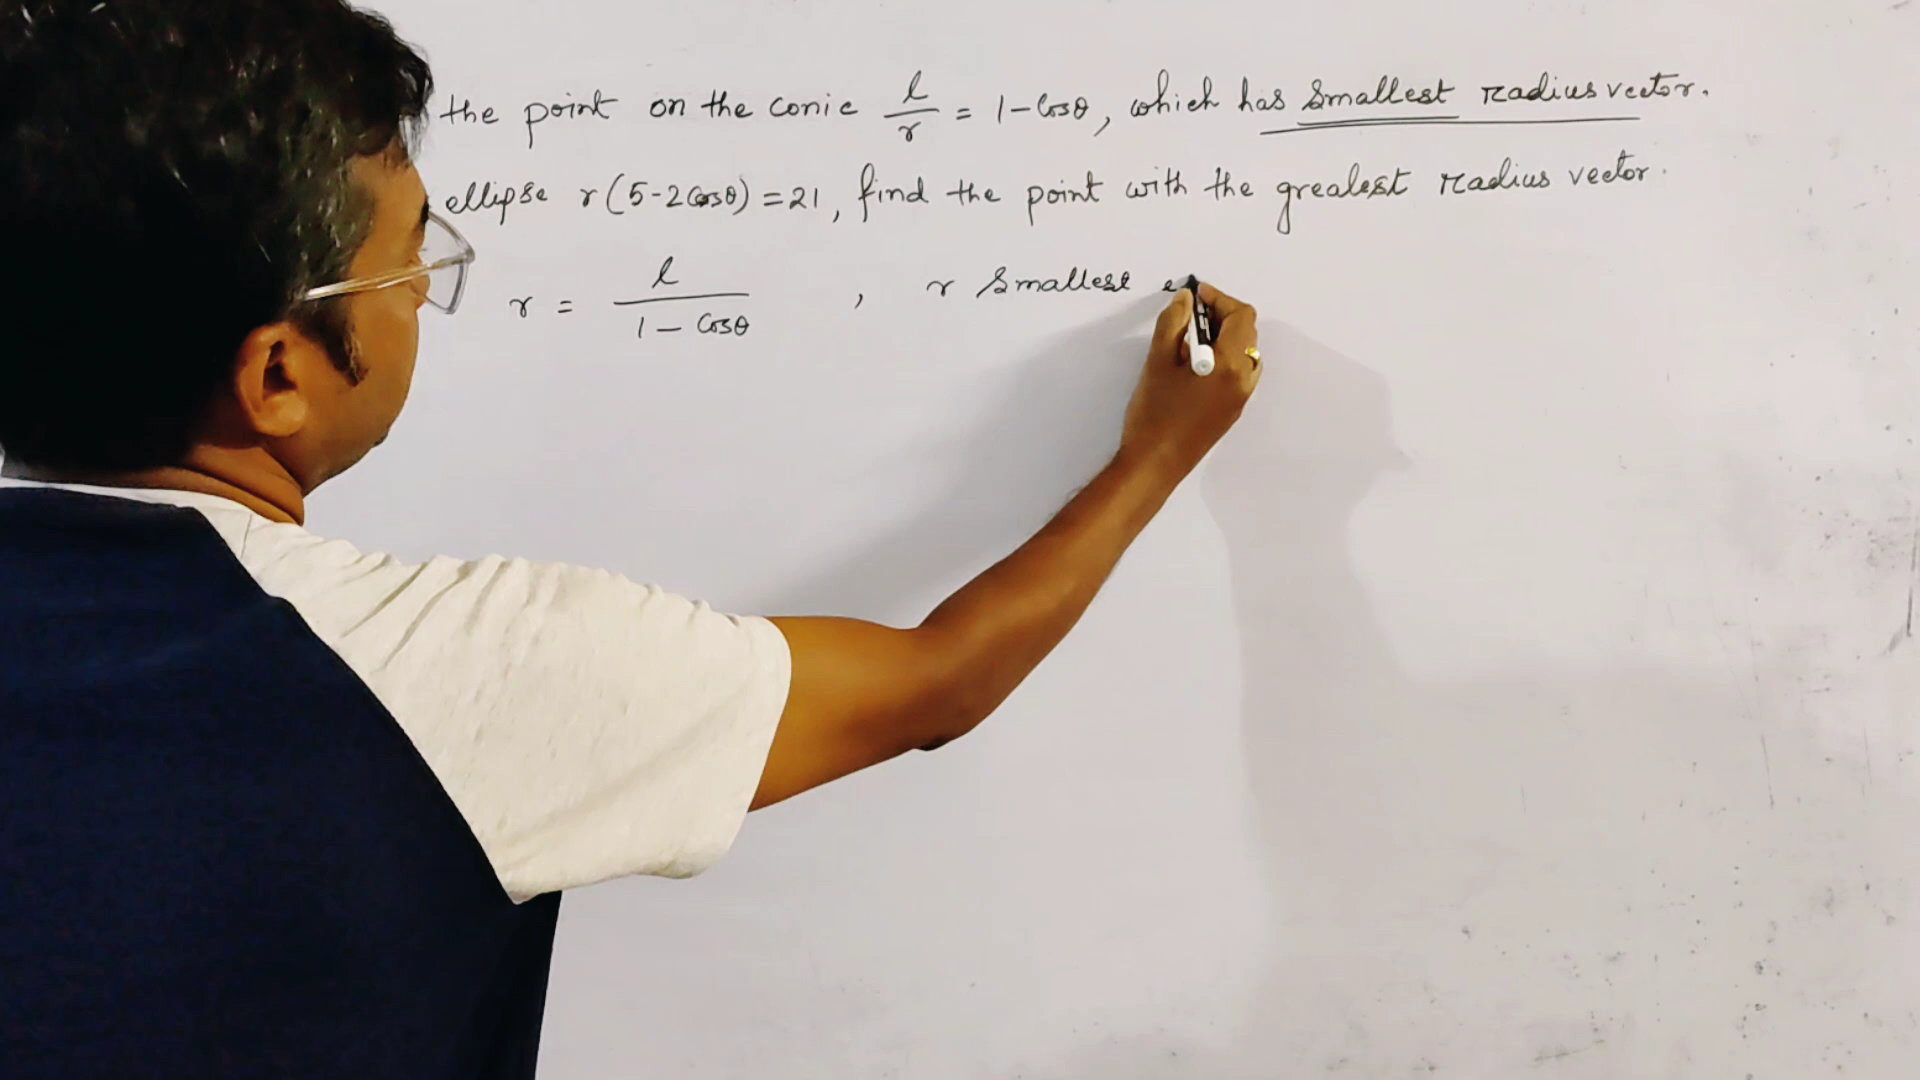 the point on the conic l/r = 1-Cosθ, which has smallest radius vector.
ellipse r(5-2cosθ) = 21, find the point with the greatest radius vector.
r = l/(1 - Cosθ) , r smallest